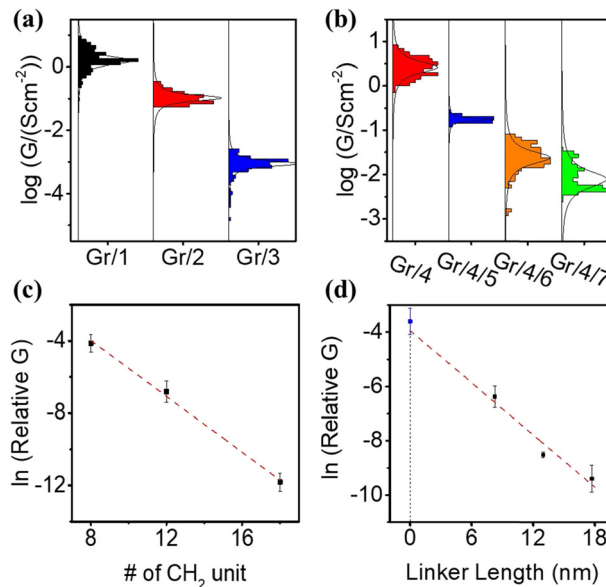 (a)
log (G/(Scm⁻²))
0
-2
-4
Gr/1 Gr/2 Gr/3
(b)
log (G/Scm⁻²)
1
0
-1
-2
-3
Gr/4 Gr/4/5 Gr/4/6 Gr/4/7
(c)
ln (Relative G)
-4
-8
-12
8 12 16
# of CH₂ unit
(d)
ln (Relative G)
-4
-6
-8
-10
0 6 12 18
Linker Length (nm)